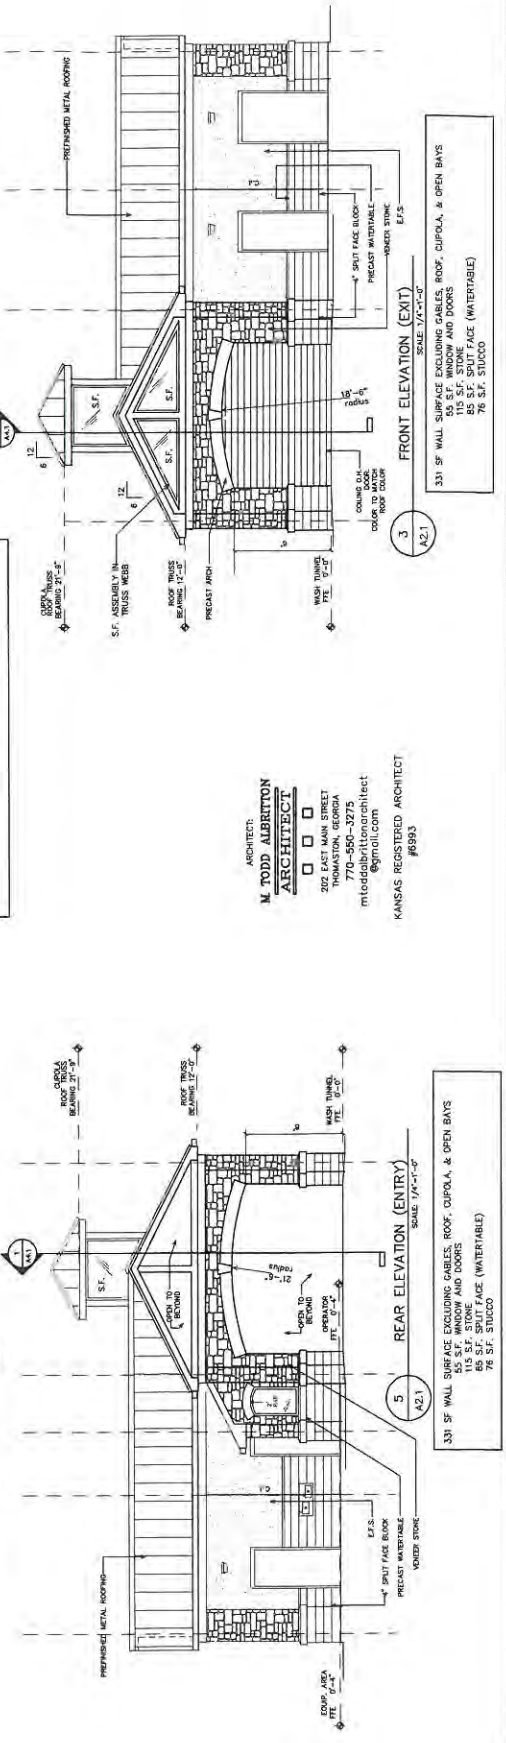 PREFINISHED METAL ROOFING
CUPOLA
ROOF TRUSS
BEARING 21'-9"
S.F.
1
A4.1
OPEN TO
BEYOND
ROOF TRUSS
BEARING 12'-0"
21'-6"
radius
OPEN TO
BEYOND
OPERATOR
FFE 0'-4"
WASH TUNNEL
FFE 0'-0"
EQUIP. AREA
FFE 0'-4"
E.F.S.
4" SPLIT FACE BLOCK
PRECAST WATERTABLE
VENEER STONE
5
A2.1
REAR ELEVATION (ENTRY)
SCALE: 1/4"=1'-0"
331 SF WALL SURFACE EXCLUDING GABLES, ROOF, CUPOLA, & OPEN BAYS
55 S.F. WINDOW AND DOORS
115 S.F. STONE
85 S.F. SPLIT FACE (WATERTABLE)
76 S.F. STUCCO
ARCHITECT:
M. TODD ALBRITTON
ARCHITECT
202 EAST MAIN STREET
THOMASTON, GEORGIA
770-550-3275
mtoddalbrittonarchitect
@gmail.com
KANSAS REGISTERED ARCHITECT
#6993
A4.1
CUPOLA
ROOF TRUSS
BEARING 21'-9"
12
6
S.F.
12
6
S.F. ASSEMBLY IN
TRUSS WEBB
S.F.
S.F.
PREFINISHED METAL ROOFING
ROOF TRUSS
BEARING 12'-0"
PRECAST ARCH
18'-6"
radius
WASH TUNNEL
FFE 0'-0"
COILING O.H.
DOOR
COLOR TO MATCH
ROOF COLOR
4" SPLIT FACE BLOCK
PRECAST WATERTABLE
VENEER STONE
E.F.S.
3
A2.1
FRONT ELEVATION (EXIT)
SCALE: 1/4"=1'-0"
331 SF WALL SURFACE EXCLUDING GABLES, ROOF, CUPOLA, & OPEN BAYS
55 S.F. WINDOW AND DOORS
115 S.F. STONE
85 S.F. SPLIT FACE (WATERTABLE)
76 S.F. STUCCO